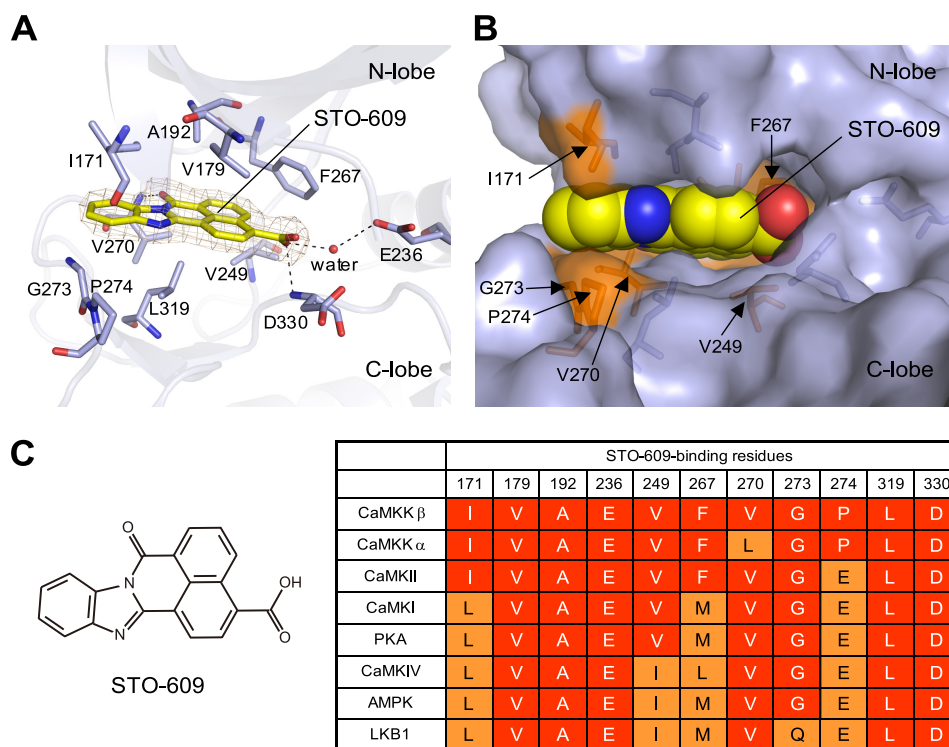 A
N-lobe
STO-609
A192
I171
V179
F267
V270
V249
water
E236
G273
P274
L319
D330
C-lobe
B
N-lobe
F267
STO-609
I171
G273
P274
V249
V270
C-lobe
C
O
N
N
OH
O
STO-609
STO-609-binding residues
171 179 192 236 249 267 270 273 274 319 330
CaMKK β I V A E V F V G P L D
CaMKK α I V A E V F L G P L D
CaMKII I V A E V F V G E L D
CaMKI L V A E V M V G E L D
PKA L V A E V M V G E L D
CaMKIV L V A E I L V G E L D
AMPK L V A E I M V G E L D
LKB1 L V A E I M V Q E L D